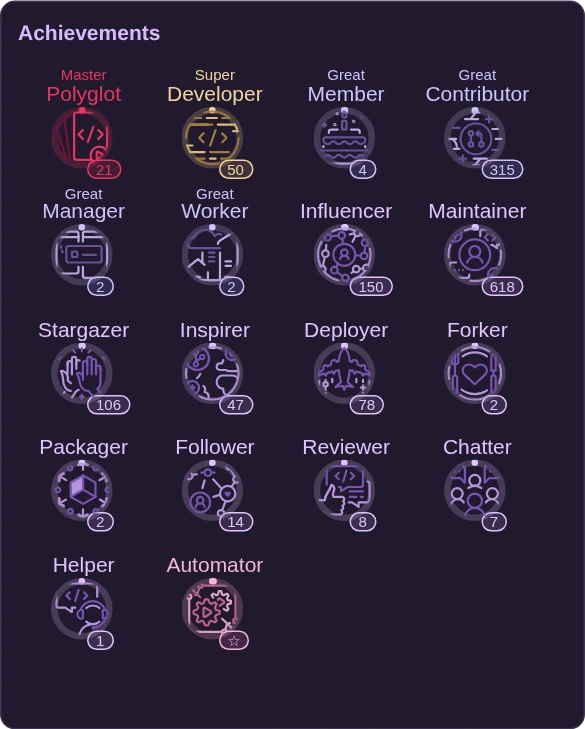 Achievements
Master
Polyglot
21
Super
Developer
50
Great
Member
4
Great
Contributor
315
Great
Manager
2
Great
Worker
2
Influencer
150
Maintainer
618
Stargazer
106
Inspirer
47
Deployer
78
Forker
2
Packager
2
Follower
14
Reviewer
8
Chatter
7
Helper
1
Automator
☆